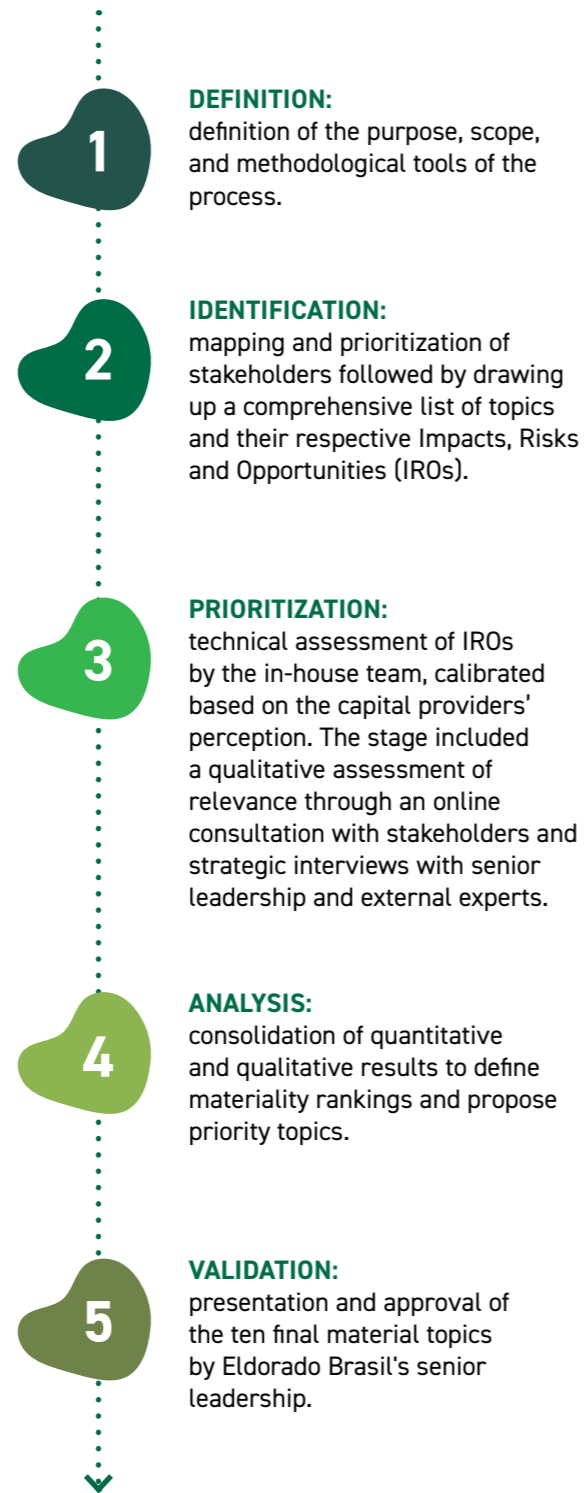 1
DEFINITION:
definition of the purpose, scope,
and methodological tools of the
process.
2
IDENTIFICATION:
mapping and prioritization of
stakeholders followed by drawing
up a comprehensive list of topics
and their respective Impacts, Risks
and Opportunities (IROs).
3
PRIORITIZATION:
technical assessment of IROs
by the in-house team, calibrated
based on the capital providers’
perception. The stage included
a qualitative assessment of
relevance through an online
consultation with stakeholders and
strategic interviews with senior
leadership and external experts.
4
ANALYSIS:
consolidation of quantitative
and qualitative results to define
materiality rankings and propose
priority topics.
5
VALIDATION:
presentation and approval of
the ten final material topics
by Eldorado Brasil's senior
leadership.